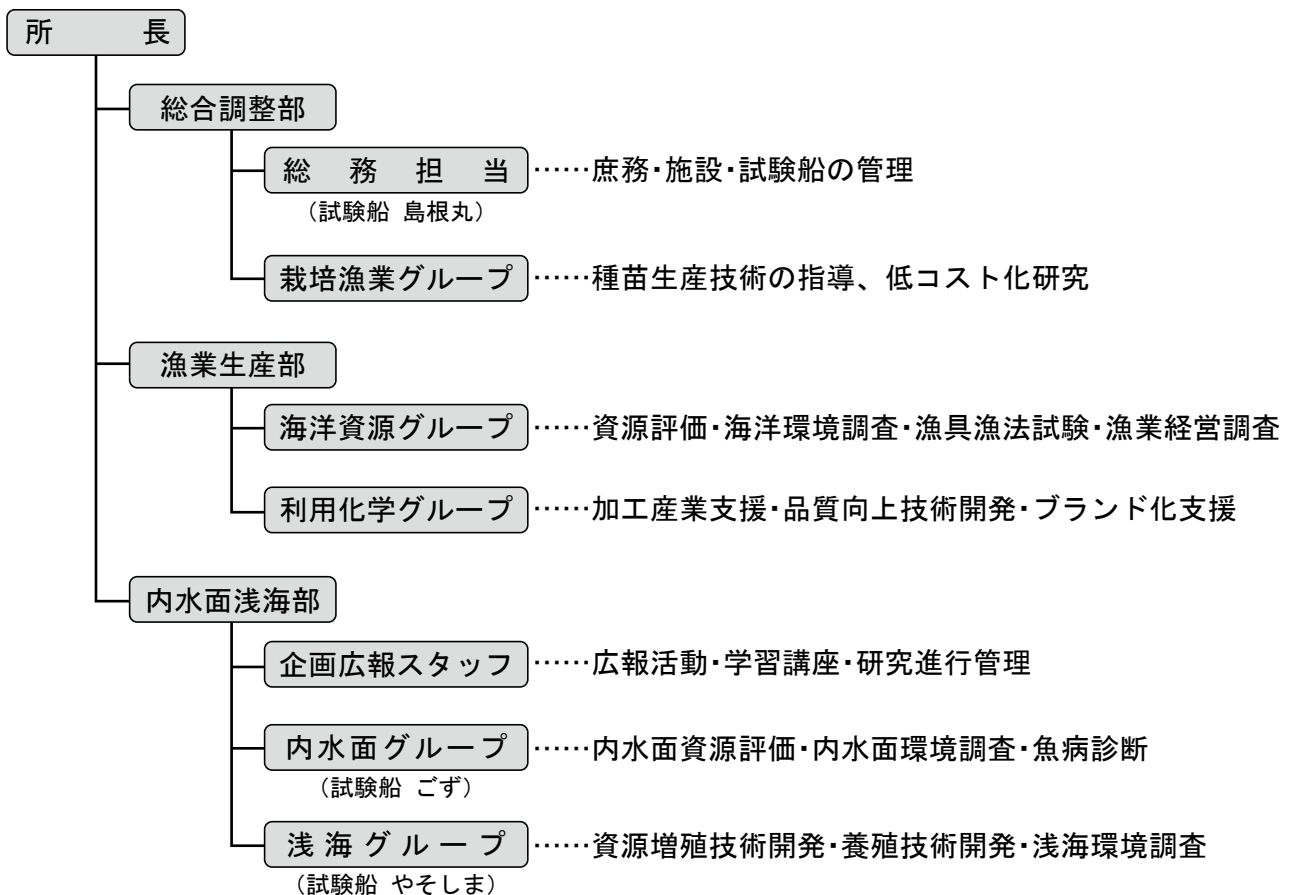 所 長
総合調整部
総 務 担 当 ……庶務・施設・試験船の管理
(試験船 島根丸)
栽培漁業グループ ……種苗生産技術の指導、低コスト化研究
漁業生産部
海洋資源グループ ……資源評価・海洋環境調査・漁具漁法試験・漁業経営調査
利用化学グループ ……加工産業支援・品質向上技術開発・ブランド化支援
内水面浅海部
企画広報スタッフ ……広報活動・学習講座・研究進行管理
内水面グループ ……内水面資源評価・内水面環境調査・魚病診断
(試験船 ごず)
浅海グループ ……資源増殖技術開発・養殖技術開発・浅海環境調査
(試験船 やそしま)